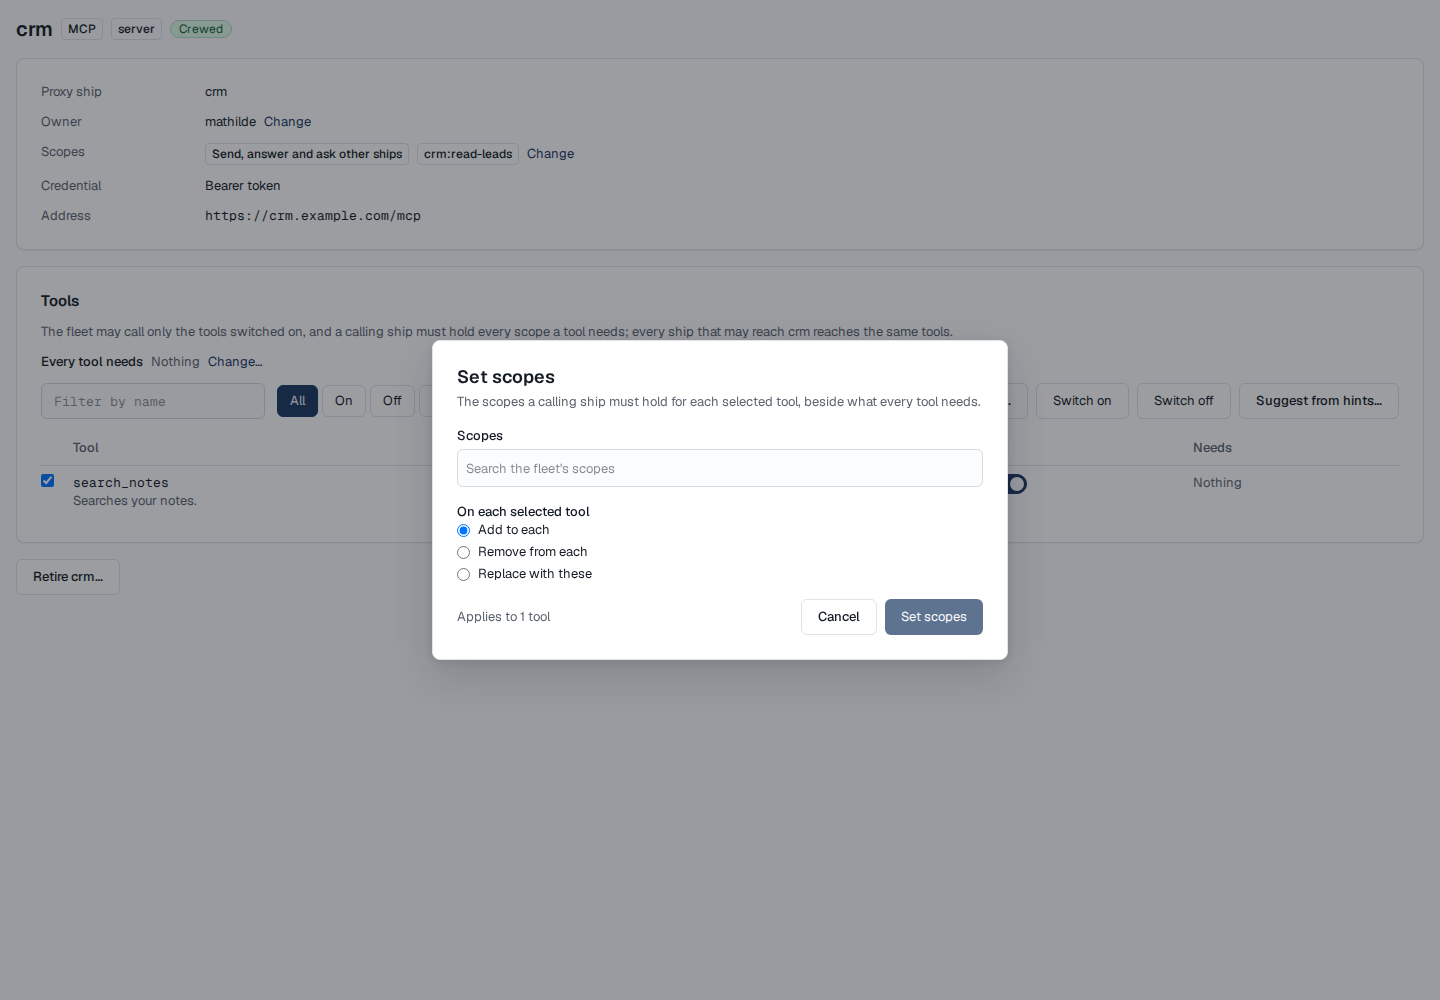 crm MCP server Crewed
Proxy ship crm
Owner mathilde Change
Scopes Send, answer and ask other ships crm:read-leads Change
Credential Bearer token
Address https://crm.example.com/mcp
Tools
The fleet may call only the tools switched on, and a calling ship must hold every scope a tool needs; every ship that may reach crm reaches the same tools.
Every tool needs Nothing Change…
Filter by name All On Off Switch on Switch off Suggest from hints…
Tool Needs
search_notes Nothing
Searches your notes.
Retire crm…
Set scopes
The scopes a calling ship must hold for each selected tool, beside what every tool needs.
Scopes
Search the fleet's scopes
On each selected tool
Add to each
Remove from each
Replace with these
Applies to 1 tool Cancel Set scopes